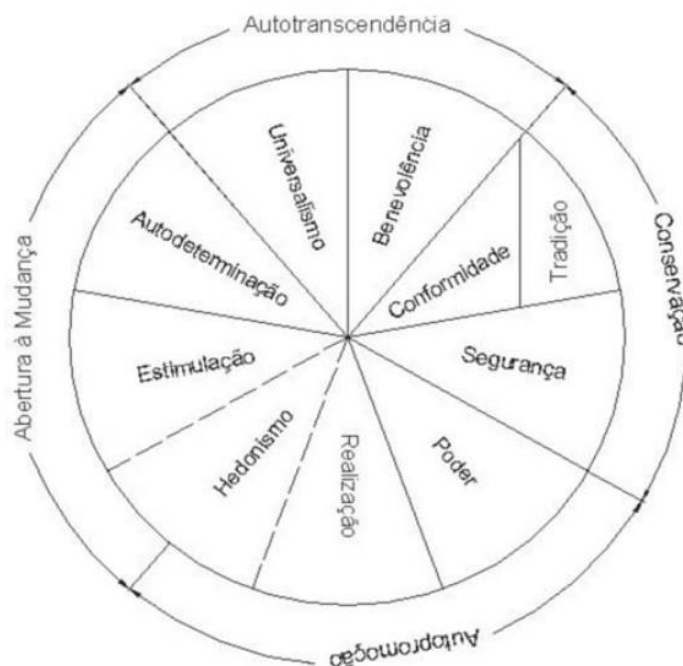 Autotranscendência
Universalismo
Benevolência
Autodeterminação
Conformidade
Tradição
Abertura à Mudança
Conservação
Estimulação
Segurança
Hedonismo
Realização
Poder
Autopromoção